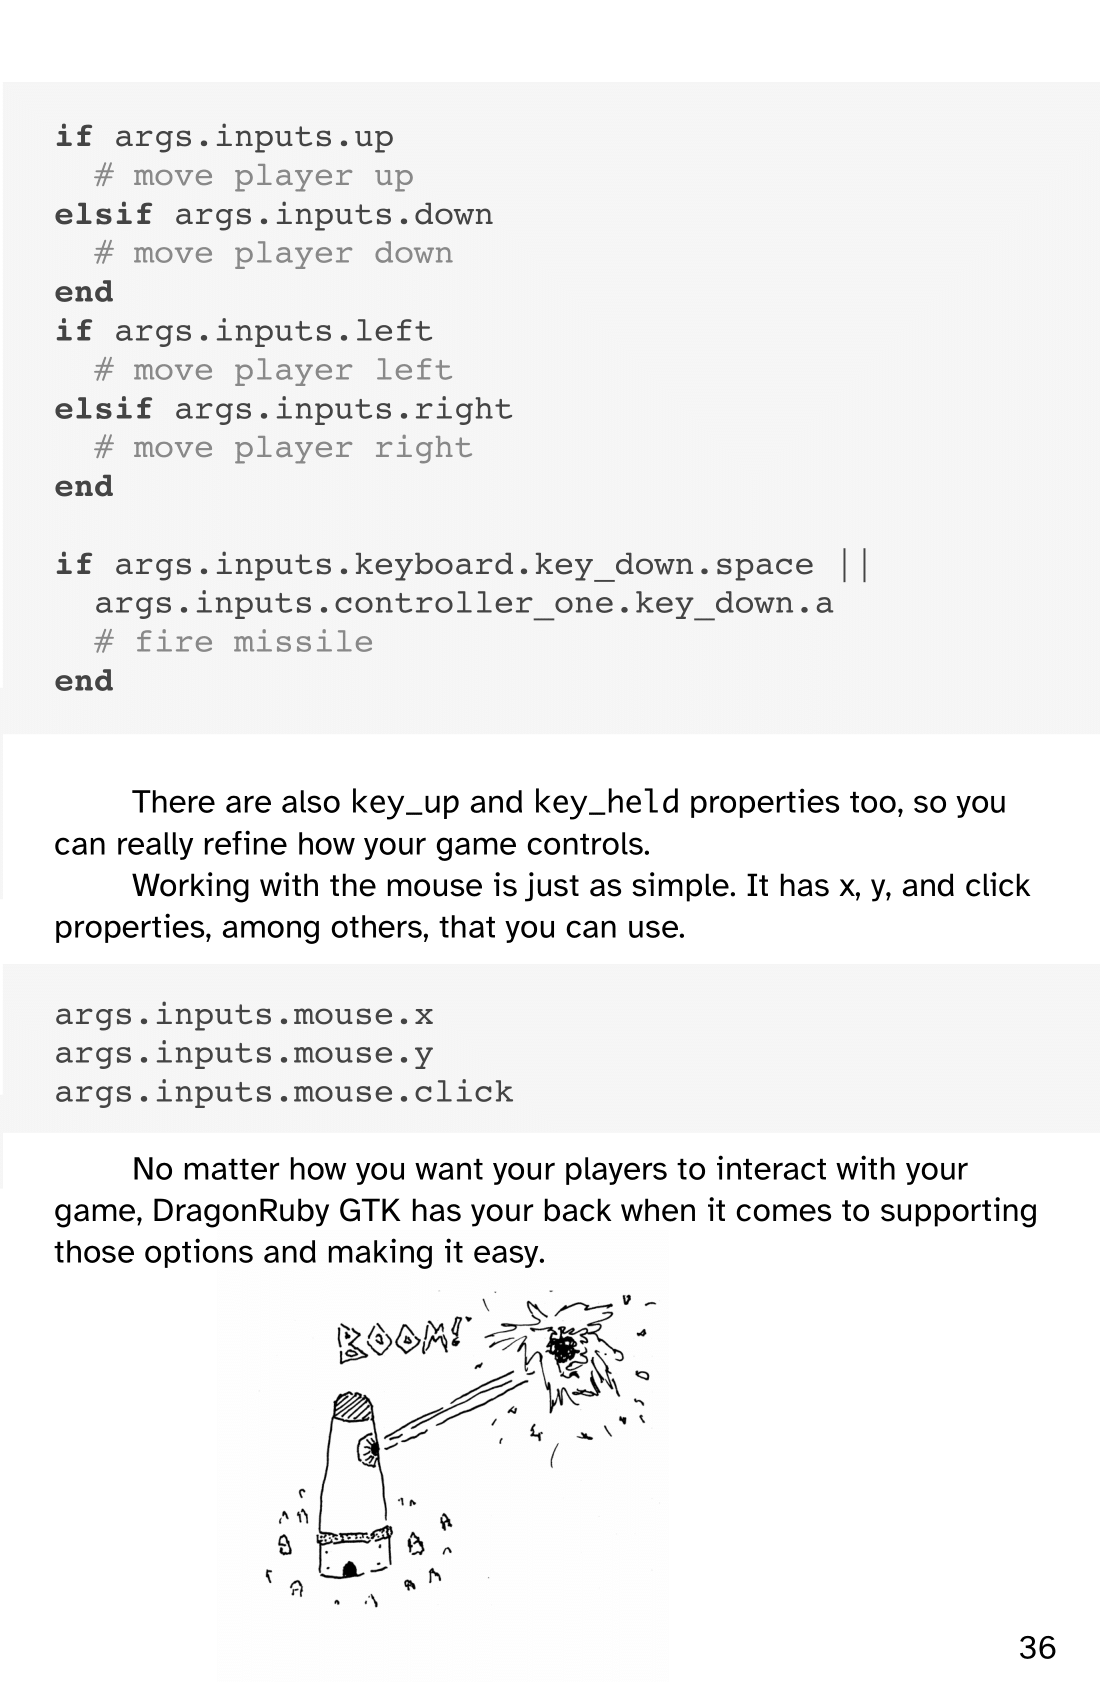 if args.inputs.up
  # move player up
elsif args.inputs.down
  # move player down
end
if args.inputs.left
  # move player left
elsif args.inputs.right
  # move player right
end

if args.inputs.keyboard.key_down.space ||
  args.inputs.controller_one.key_down.a
  # fire missile
end
There are also key_up and key_held properties too, so you
can really refine how your game controls.
Working with the mouse is just as simple. It has x, y, and click
properties, among others, that you can use.
args.inputs.mouse.x
args.inputs.mouse.y
args.inputs.mouse.click
No matter how you want your players to interact with your
game, DragonRuby GTK has your back when it comes to supporting
those options and making it easy.
BOOM!
36